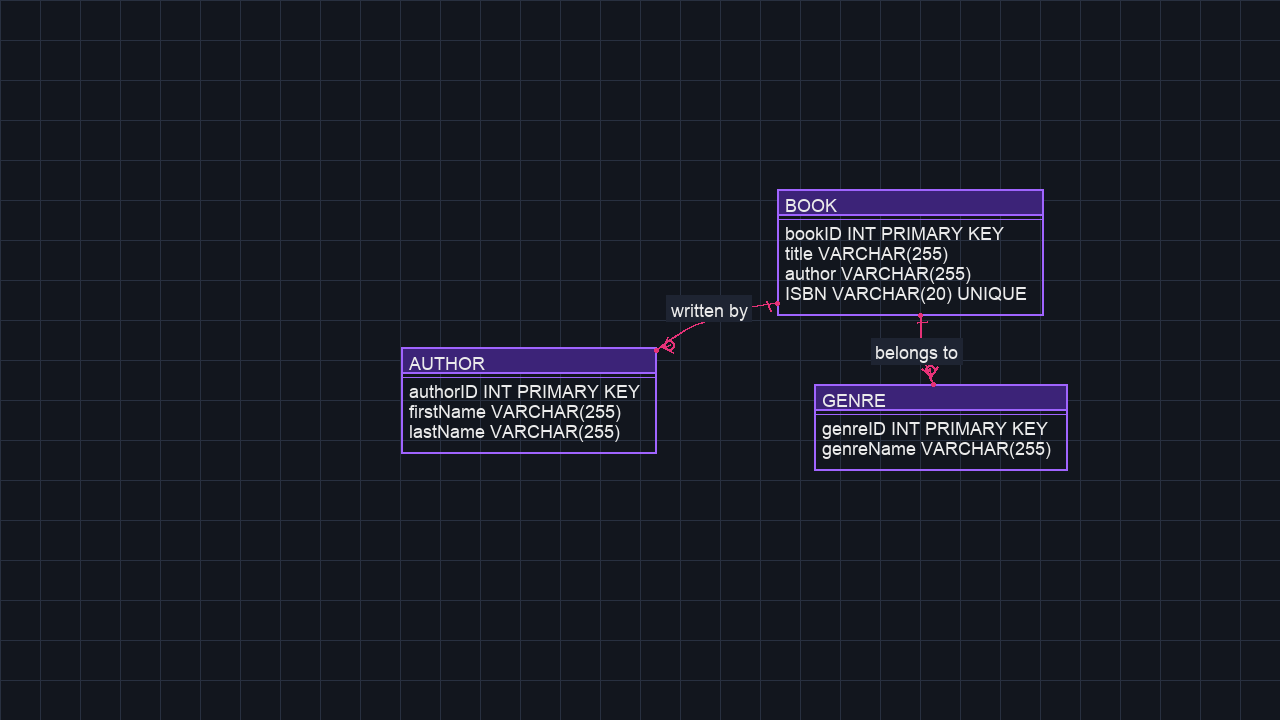 BOOK
bookID INT PRIMARY KEY
title VARCHAR(255)
author VARCHAR(255)
ISBN VARCHAR(20) UNIQUE
written by
belongs to
AUTHOR
authorID INT PRIMARY KEY
firstName VARCHAR(255)
lastName VARCHAR(255)
GENRE
genreID INT PRIMARY KEY
genreName VARCHAR(255)